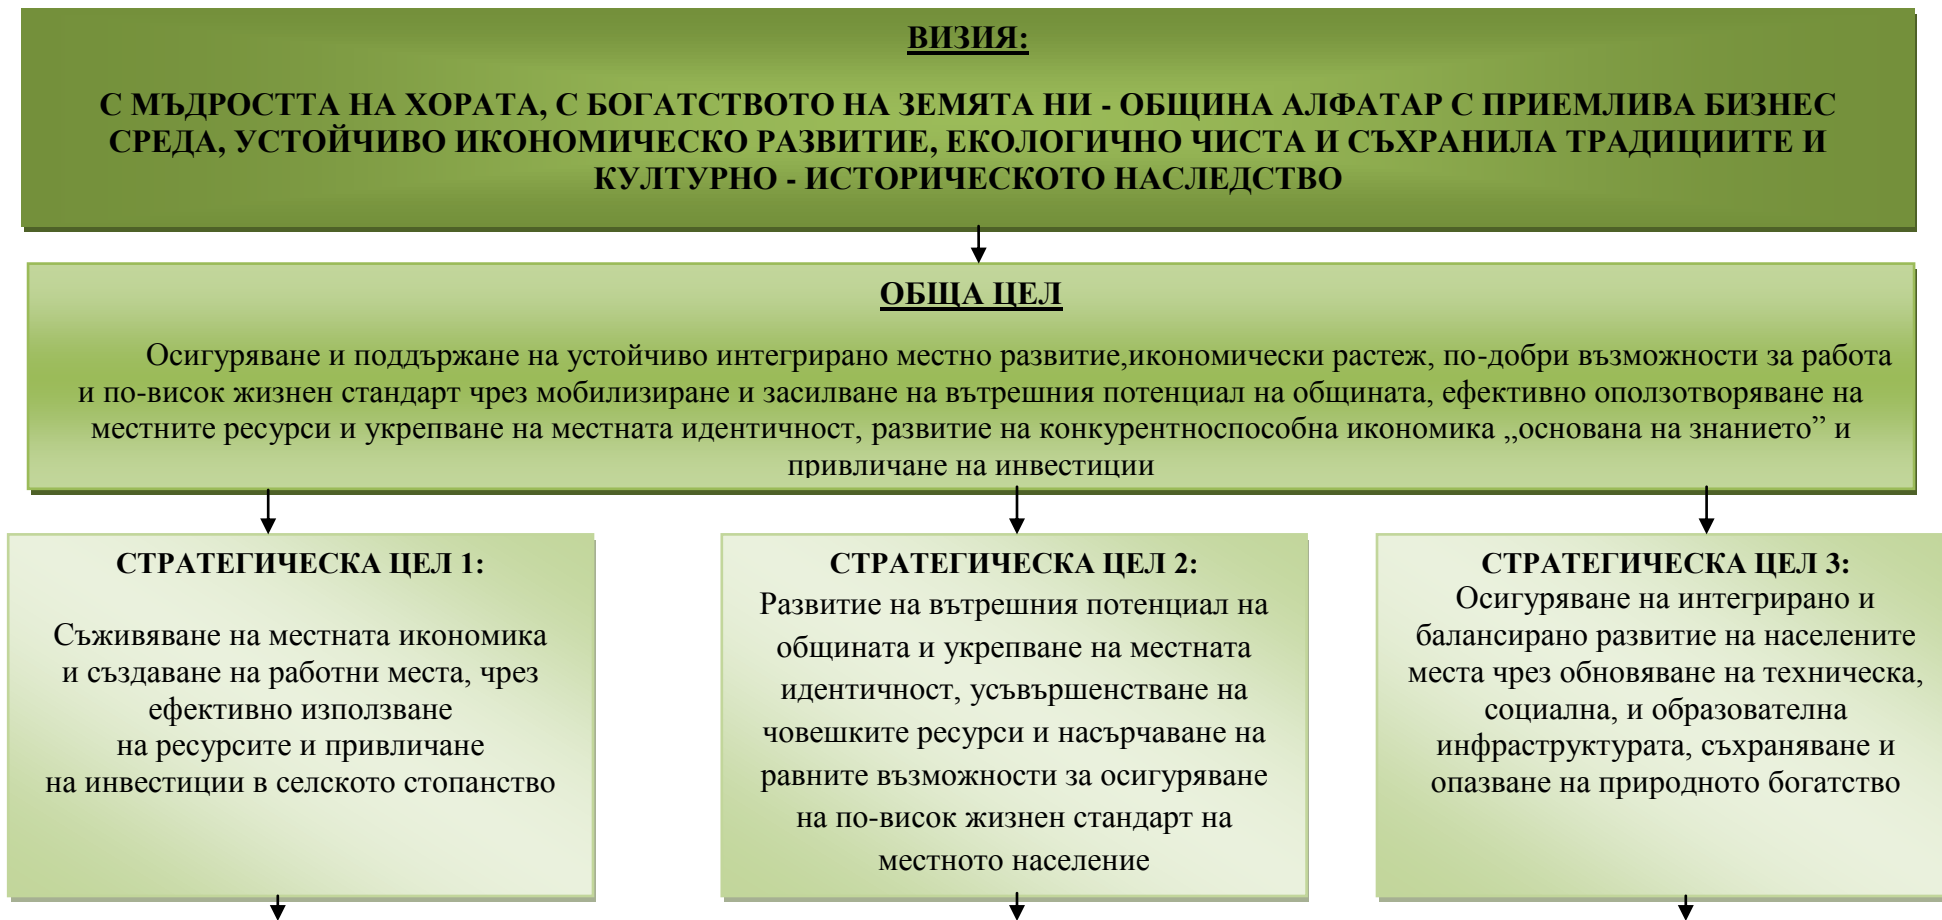 ВИЗИЯ:
С МЪДРОСТТА НА ХОРАТА, С БОГАТСТВОТО НА ЗЕМЯТА НИ - ОБЩИНА АЛФАТАР С ПРИЕМЛИВА БИЗНЕС
СРЕДА, УСТОЙЧИВО ИКОНОМИЧЕСКО РАЗВИТИЕ, ЕКОЛОГИЧНО ЧИСТА И СЪХРАНИЛА ТРАДИЦИИТЕ И
КУЛТУРНО - ИСТОРИЧЕСКОТО НАСЛЕДСТВО
ОБЩА ЦЕЛ
Осигуряване и поддържане на устойчиво интегрирано местно развитие,икономически растеж, по-добри възможности за работа
и по-висок жизнен стандарт чрез мобилизиране и засилване на вътрешния потенциал на общината, ефективно оползотворяване на
местните ресурси и укрепване на местната идентичност, развитие на конкурентноспособна икономика „основана на знанието” и
привличане на инвестиции
СТРАТЕГИЧЕСКА ЦЕЛ 1:
Съживяване на местната икономика
и създаване на работни места, чрез
ефективно използване
на ресурсите и привличане
на инвестиции в селското стопанство
СТРАТЕГИЧЕСКА ЦЕЛ 2:
Развитие на вътрешния потенциал на
общината и укрепване на местната
идентичност, усъвършенстване на
човешките ресурси и насърчаване на
равните възможности за осигуряване
на по-висок жизнен стандарт на
местното население
СТРАТЕГИЧЕСКА ЦЕЛ 3:
Осигуряване на интегрирано и
балансирано развитие на населените
места чрез обновяване на техническа,
социална, и образователна
инфраструктурата, съхраняване и
опазване на природното богатство